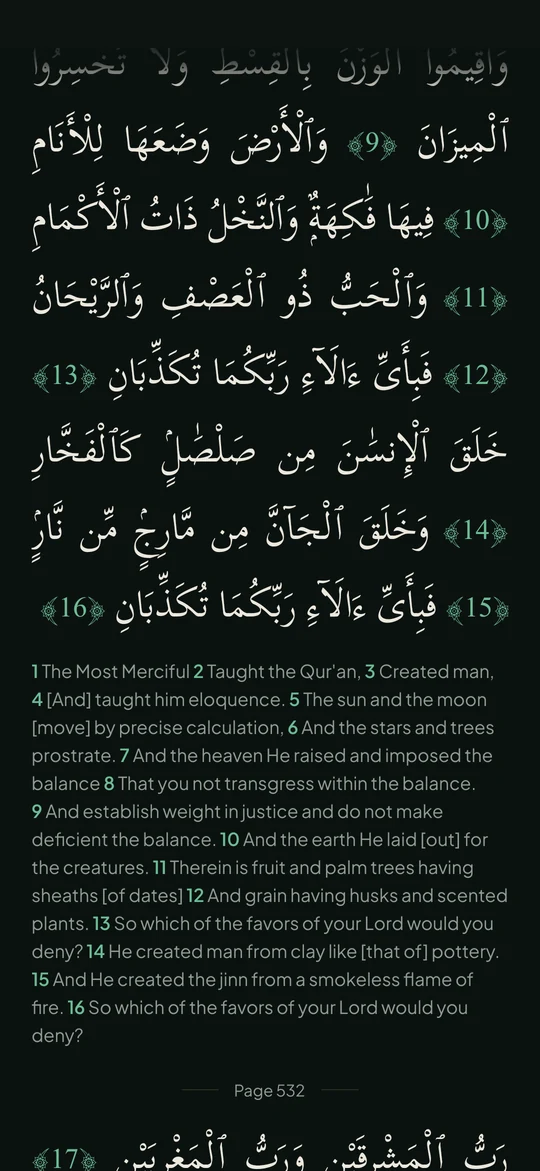 وَأَقِيمُوا۟ ٱلْوَزْنَ بِٱلْقِسْطِ وَلَا تُخْسِرُوا۟
ٱلْمِيزَانَ ﴿9﴾ وَٱلْأَرْضَ وَضَعَهَا لِلْأَنَامِ
﴿10﴾ فِيهَا فَٰكِهَةٌۭ وَٱلنَّخْلُ ذَاتُ ٱلْأَكْمَامِ
﴿11﴾ وَٱلْحَبُّ ذُو ٱلْعَصْفِ وَٱلرَّيْحَانُ
﴿12﴾ فَبِأَىِّ ءَالَآءِ رَبِّكُمَا تُكَذِّبَانِ ﴿13﴾
خَلَقَ ٱلْإِنسَٰنَ مِن صَلْصَٰلٍۢ كَٱلْفَخَّارِ
﴿14﴾ وَخَلَقَ ٱلْجَآنَّ مِن مَّارِجٍۢ مِّن نَّارٍۢ
﴿15﴾ فَبِأَىِّ ءَالَآءِ رَبِّكُمَا تُكَذِّبَانِ ﴿16﴾
1 The Most Merciful 2 Taught the Qur'an, 3 Created man,
4 [And] taught him eloquence. 5 The sun and the moon
[move] by precise calculation, 6 And the stars and trees
prostrate. 7 And the heaven He raised and imposed the
balance 8 That you not transgress within the balance.
9 And establish weight in justice and do not make
deficient the balance. 10 And the earth He laid [out] for
the creatures. 11 Therein is fruit and palm trees having
sheaths [of dates] 12 And grain having husks and scented
plants. 13 So which of the favors of your Lord would you
deny? 14 He created man from clay like [that of] pottery.
15 And He created the jinn from a smokeless flame of
fire. 16 So which of the favors of your Lord would you
deny?
Page 532
رَبُّ ٱلْمَشْرِقَيْنِ وَرَبُّ ٱلْمَغْرِبَيْنِ ﴿17﴾